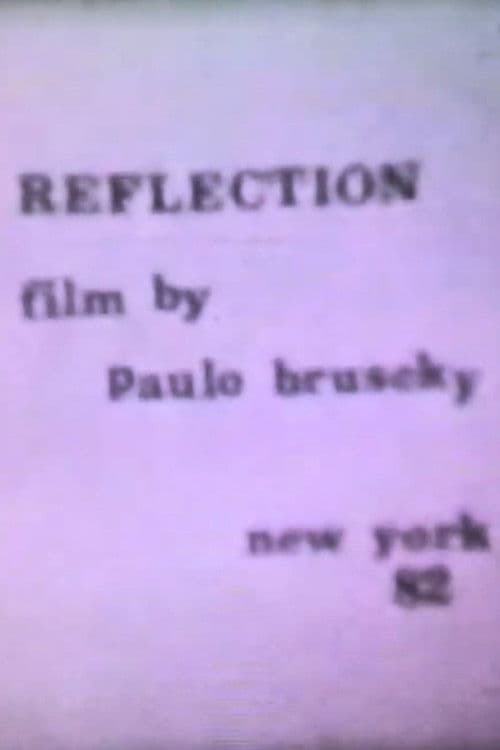 REFLECTION
film by
Paulo bruscky
new york
82